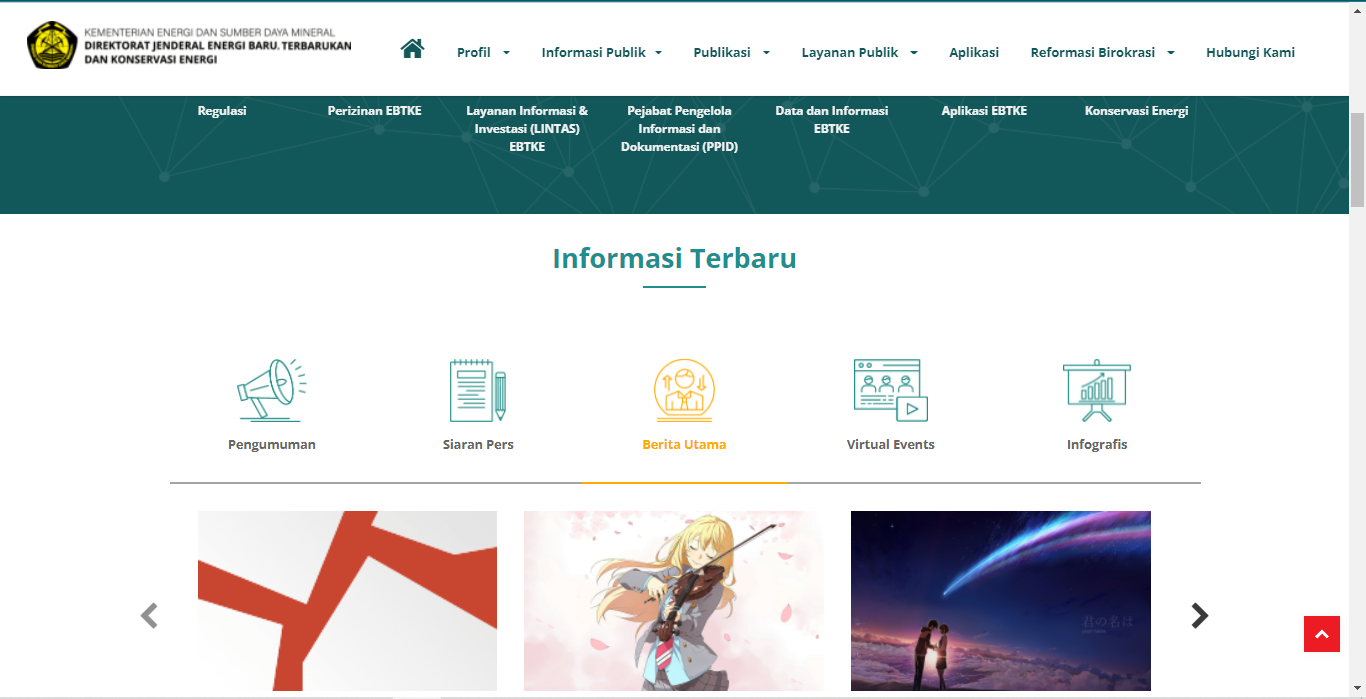 KEMENTERIAN ENERGI DAN SUMBER DAYA MINERAL
DIREKTORAT JENDERAL ENERGI BARU, TERBARUKAN
DAN KONSERVASI ENERGI
Profil
Informasi Publik
Publikasi
Layanan Publik
Aplikasi
Reformasi Birokrasi
Hubungi Kami
Regulasi
Perizinan EBTKE
Layanan Informasi &
Investasi (LINTAS)
EBTKE
Pejabat Pengelola
Informasi dan
Dokumentasi (PPID)
Data dan Informasi
EBTKE
Aplikasi EBTKE
Konservasi Energi
Informasi Terbaru
Pengumuman
Siaran Pers
Berita Utama
Virtual Events
Infografis
君の名は